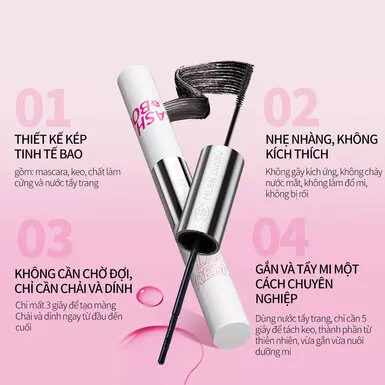 01
THIẾT KẾ KÉP
TINH TẾ BAO
gồm: mascara, keo, chất làm
cứng và nước tẩy trang
02
NHẸ NHÀNG, KHÔNG
KÍCH THÍCH
Không gây kích ứng, không chảy
nước mắt, không làm đổ mi,
không bị rối
03
KHÔNG CẦN CHỜ ĐỢI,
CHỈ CẦN CHẢI VÀ DÍNH
Chỉ mất 3 giây để tạo màng
Chải và dính ngay từ đầu đến
cuối
04
GẮN VÀ TẨY MI MỘT
CÁCH CHUYÊN
NGHIỆP
Dùng nước tẩy trang, chỉ cần 5
giây để tách keo, thành phần từ
thiên nhiên, vừa gắn vừa nuôi
dưỡng mi
LASH